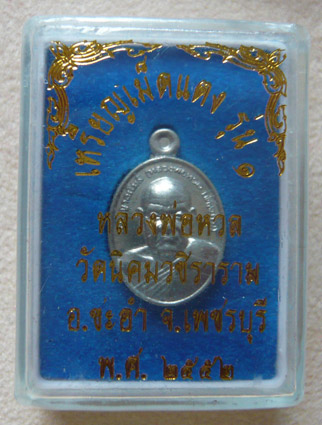 เหรียญเม็ดแตง รุ่น ๑
หลวงพ่อหวล
วัดนิคมวชิราราม
อ.ชะอำ จ.เพชรบุรี
พ.ศ. ๒๕๕๒